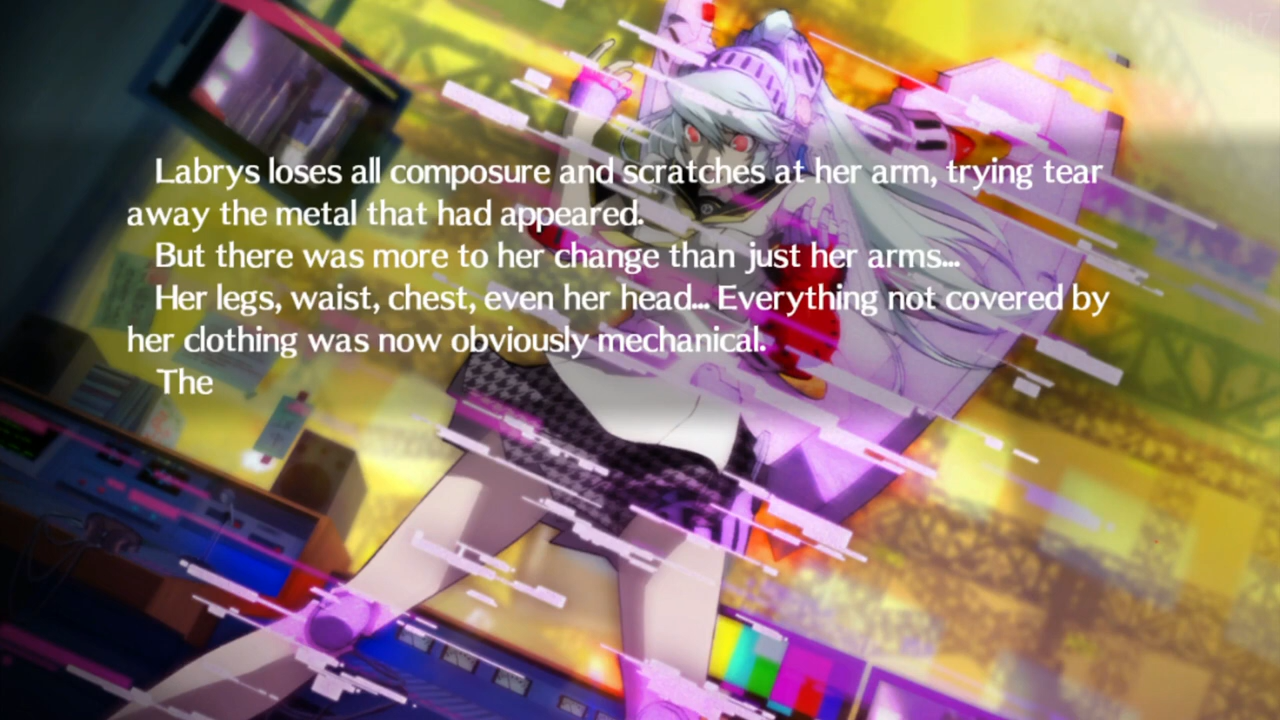 Labrys loses all composure and scratches at her arm, trying tear
away the metal that had appeared.
But there was more to her change than just her arms...
Her legs, waist, chest, even her head... Everything not covered by
her clothing was now obviously mechanical.
The